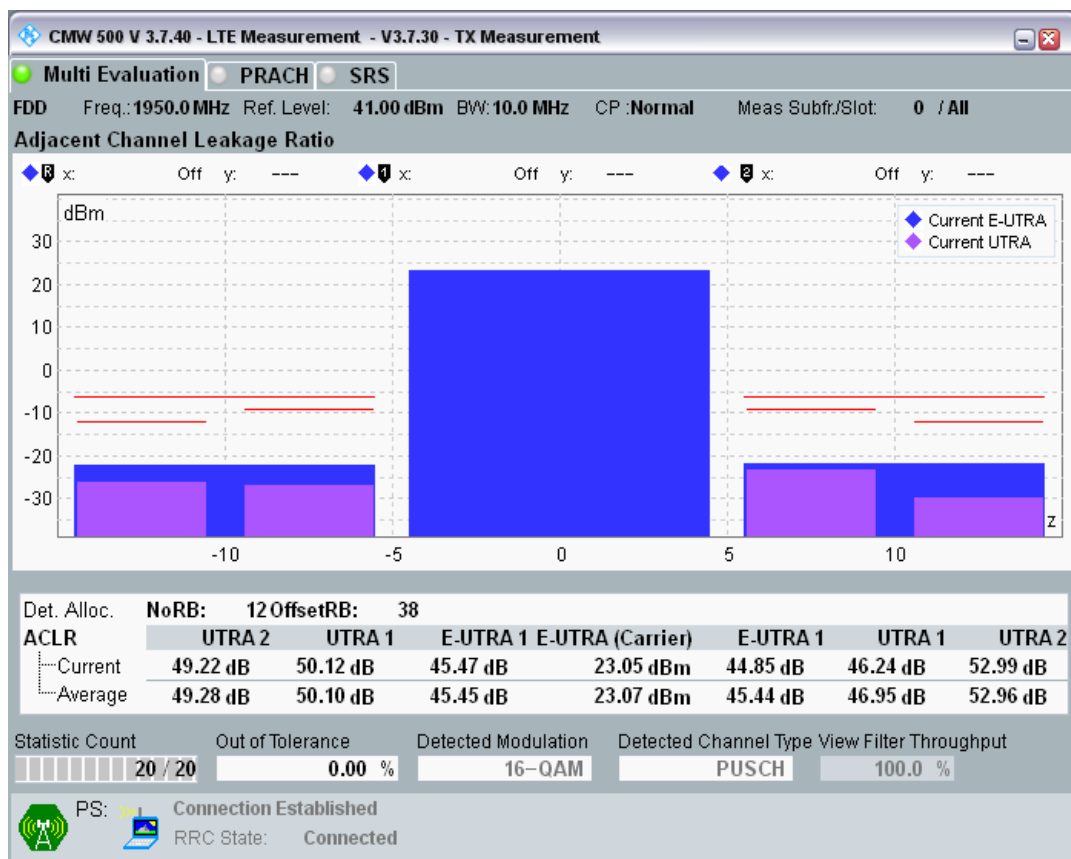 CMW 500 V 3.7.40 - LTE Measurement - V3.7.30 - TX Measurement
Multi Evaluation PRACH SRS
FDD Freq.: 1950.0 MHz Ref. Level: 41.00 dBm BW: 10.0 MHz CP :Normal Meas Subfr./Slot: 0 / All
Adjacent Channel Leakage Ratio
R x: Off y: --- 1 x: Off y: --- 2 x: Off y: ---
dBm
Current E-UTRA
Current UTRA
30
20
10
0
-10
-20
-30
z
-10 -5 0 5 10
Det. Alloc. NoRB: 12 OffsetRB: 38
ACLR UTRA 2 UTRA 1 E-UTRA 1 E-UTRA (Carrier) E-UTRA 1 UTRA 1 UTRA 2
Current 49.22 dB 50.12 dB 45.47 dB 23.05 dBm 44.85 dB 46.24 dB 52.99 dB
Average 49.28 dB 50.10 dB 45.45 dB 23.07 dBm 45.44 dB 46.95 dB 52.96 dB
Statistic Count Out of Tolerance Detected Modulation Detected Channel Type View Filter Throughput
20 / 20 0.00 % 16-QAM PUSCH 100.0 %
PS: Connection Established
RRC State: Connected